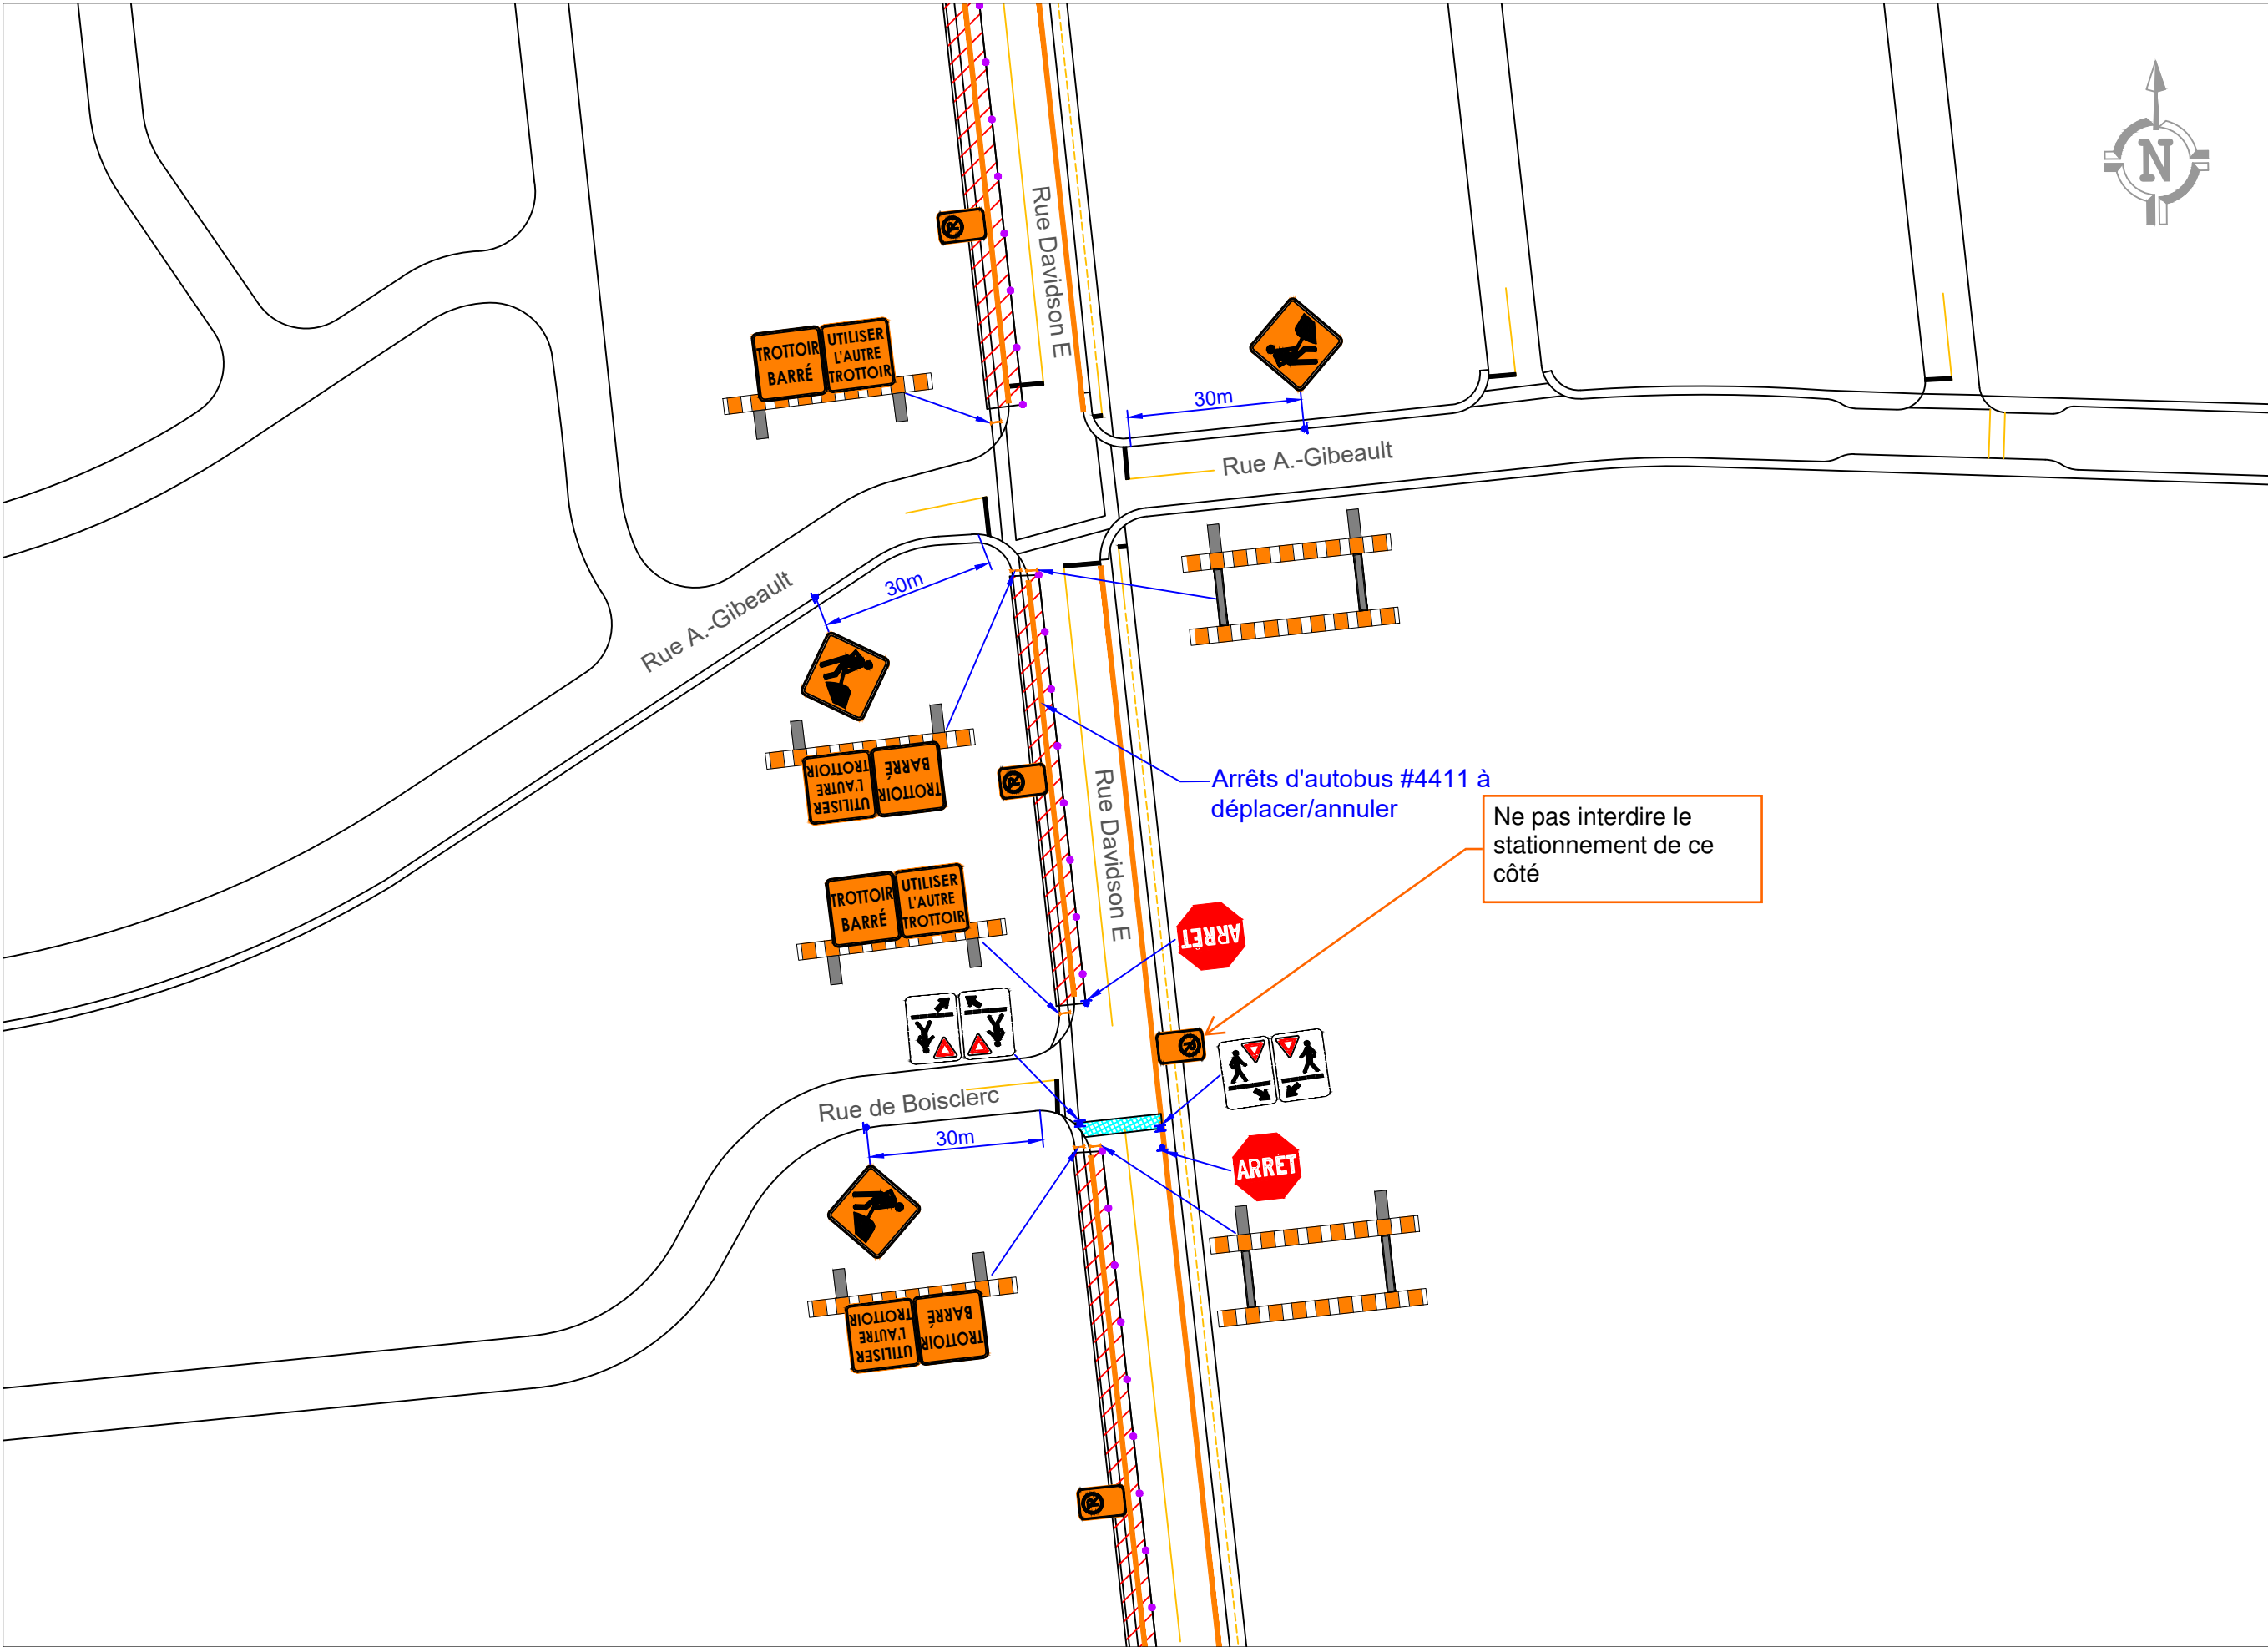 N
Rue Davidson E
TROTTOIR
BARRÉ
UTILISER
L'AUTRE
TROTTOIR
30m
Rue A.-Gibeault
30m
Rue A.-Gibeault
TROTTOIR
BARRÉ
UTILISER
L'AUTRE
TROTTOIR
Arrêts d'autobus #4411 à
déplacer/annuler
Rue Davidson E
Ne pas interdire le
stationnement de ce
côté
TROTTOIR
BARRÉ
UTILISER
L'AUTRE
TROTTOIR
ARRÊT
Rue de Boisclerc
30m
ARRÊT
TROTTOIR
BARRÉ
UTILISER
L'AUTRE
TROTTOIR